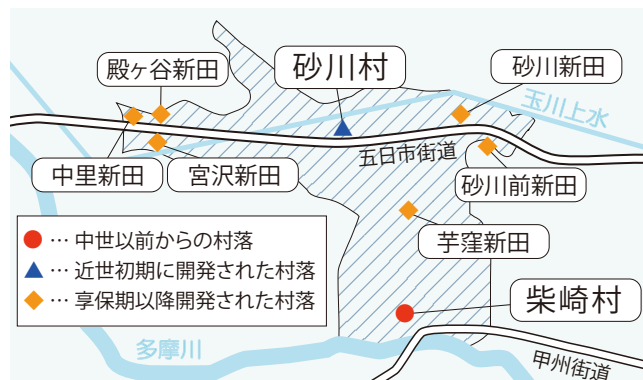 殿ヶ谷新田
砂川村
砂川新田
玉川上水
中里新田
宮沢新田
五日市街道
砂川前新田
芋窪新田
● … 中世以前からの村落
▲ … 近世初期に開発された村落
◆ … 享保期以降開発された村落
柴崎村
多摩川
甲州街道